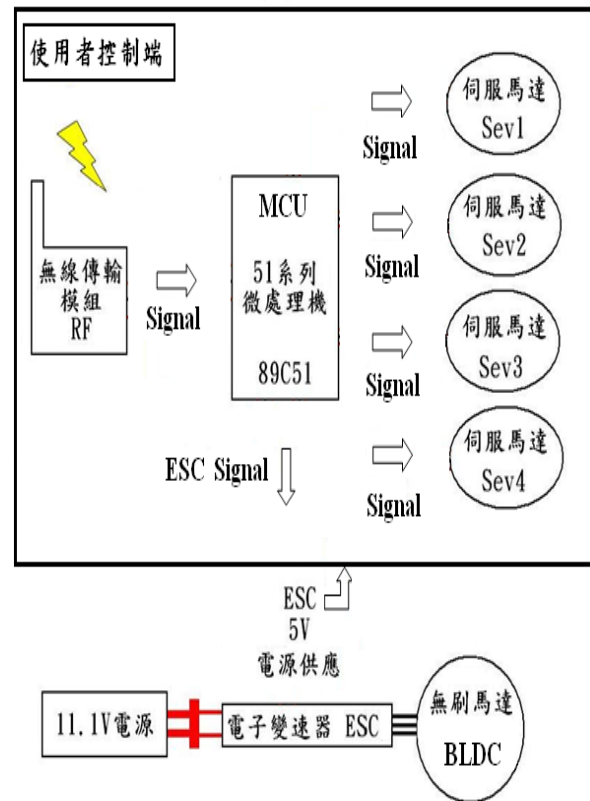 使用者控制端
無線傳輸
模組
RF
Signal
MCU
51系列
微處理機
89C51
Signal
伺服馬達
Sev1
Signal
伺服馬達
Sev2
Signal
伺服馬達
Sev3
Signal
伺服馬達
Sev4
ESC Signal
ESC
5V
電源供應
11.1V電源
電子變速器 ESC
無刷馬達
BLDC